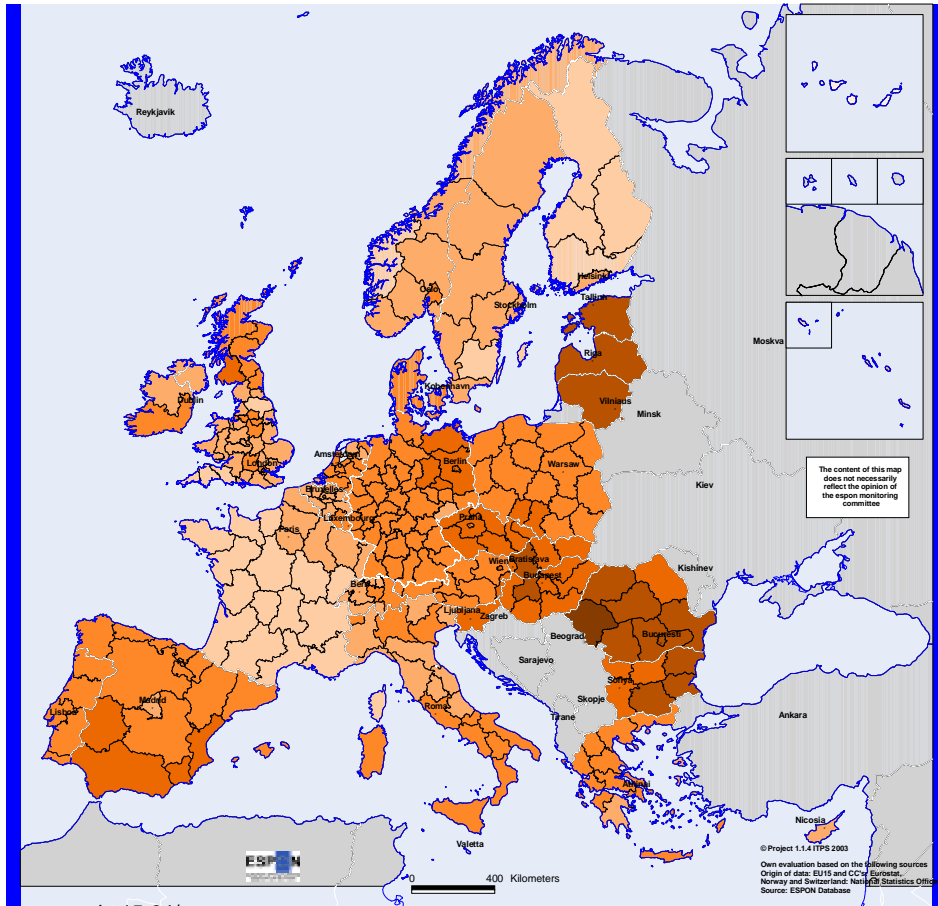 Reykjavik
Helsinki
Oslo
Tallinn
Stockholm
Moskva
Riga
København
Dublin
Vilniaus
Minsk
Amsterdam
London
Berlin
Warsaw
Kiev
The content of this map
does not necessarily
reflect the opinion of
the espon monitoring
committee
Bruxelles
Luxembourg
Praha
Paris
Wien
Bratislava
Kishinev
Bern
Budapest
Ljubljana
Zagreb
Beograd
Bucuresti
Sarajevo
Sofiya
Madrid
Skopje
Lisboa
Roma
Tirane
Ankara
Athinai
Nicosia
Valetta
© Project 1.1.4 ITPS 2003
ESPON
Own evaluation based on the following sources
Origin of data: EU15 and CC's: Eurostat,
Norway and Switzerland: National Statistics Offic
Source: ESPON Database
0 400 Kilometers